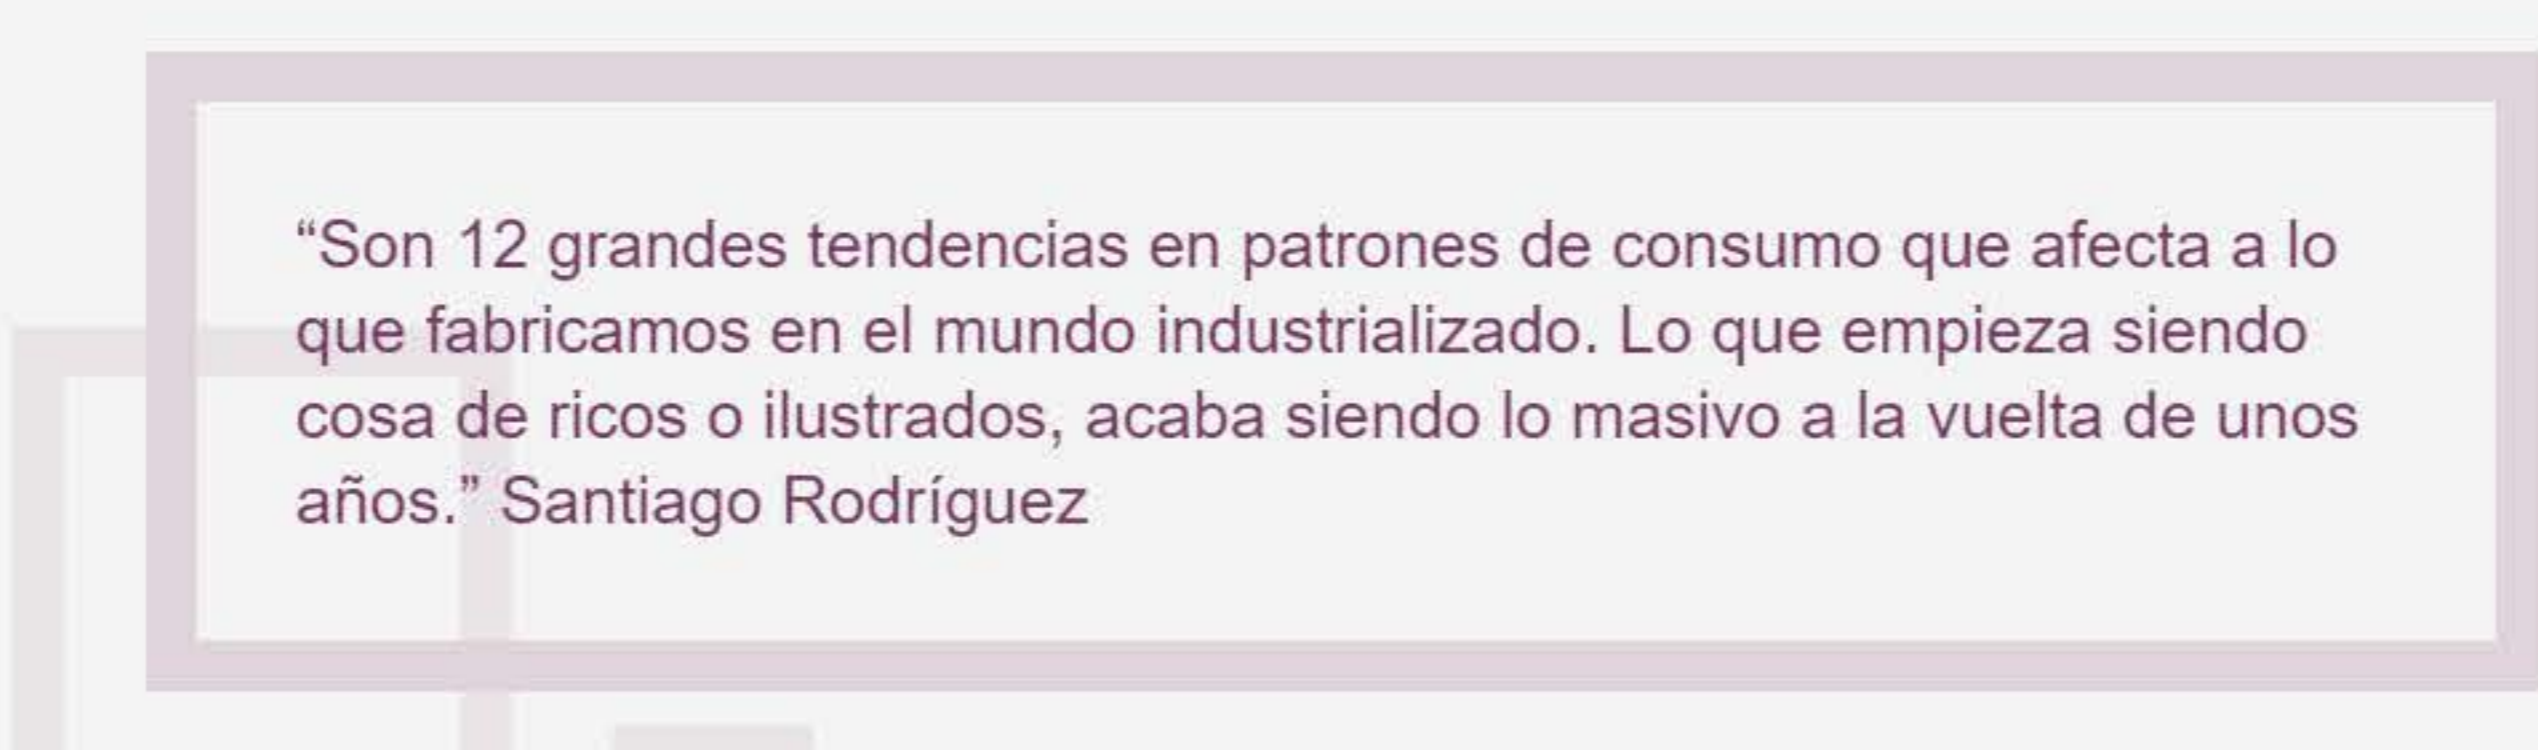 “Son 12 grandes tendencias en patrones de consumo que afecta a lo
que fabricamos en el mundo industrializado. Lo que empieza siendo
cosa de ricos o ilustrados, acaba siendo lo masivo a la vuelta de unos
años.” Santiago Rodríguez